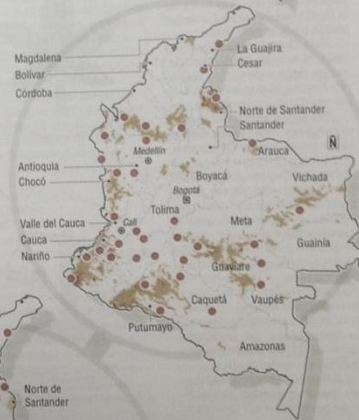 La Guajira
Magdalena
Cesar
Bolívar
Córdoba
Norte de Santander
Santander
Ñ
Medellín
Arauca
Antioquia
Chocó
Boyacá
Vichada
Bogotá
Tolima
Valle del Cauca
Cali
Meta
Cauca
Guainía
Nariño
Guaviare
Caquetá
Vaupés
Putumayo
Amazonas
Norte de
Santander